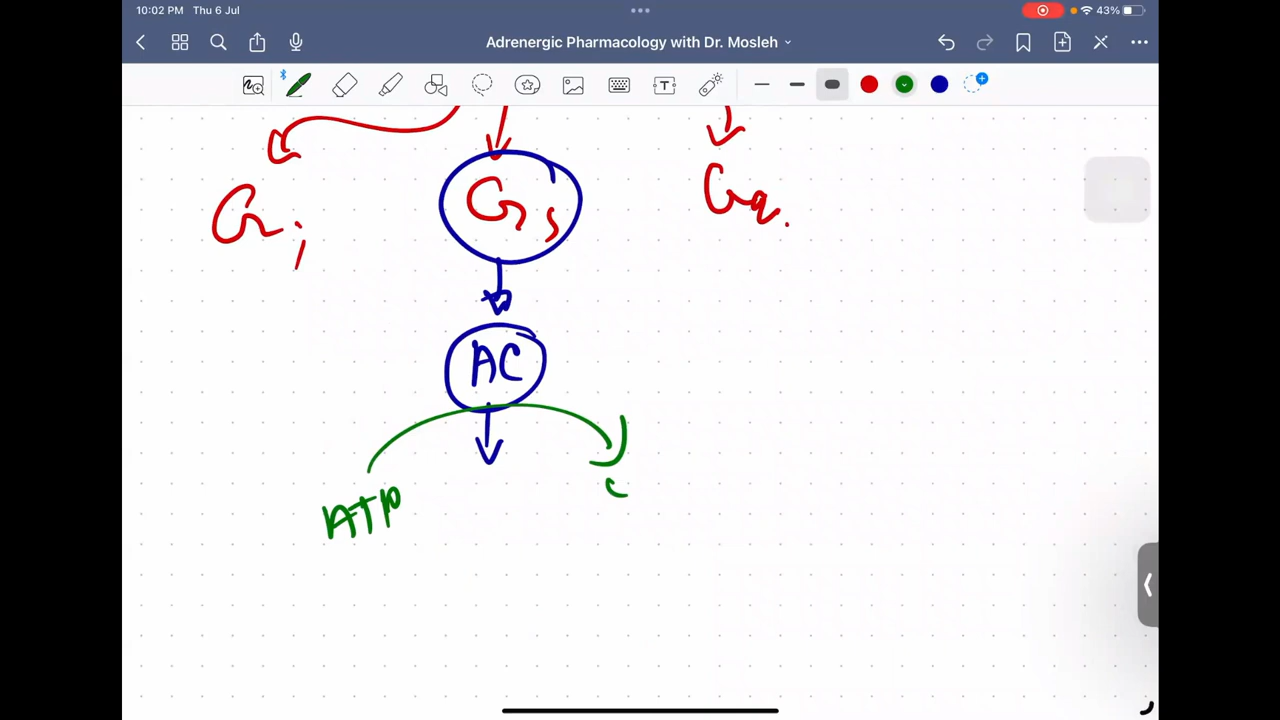 10:02 PM Thu 6 Jul
43%
Adrenergic Pharmacology with Dr. Mosleh
T
Gi
Gs
Gq.
AC
ATP
c